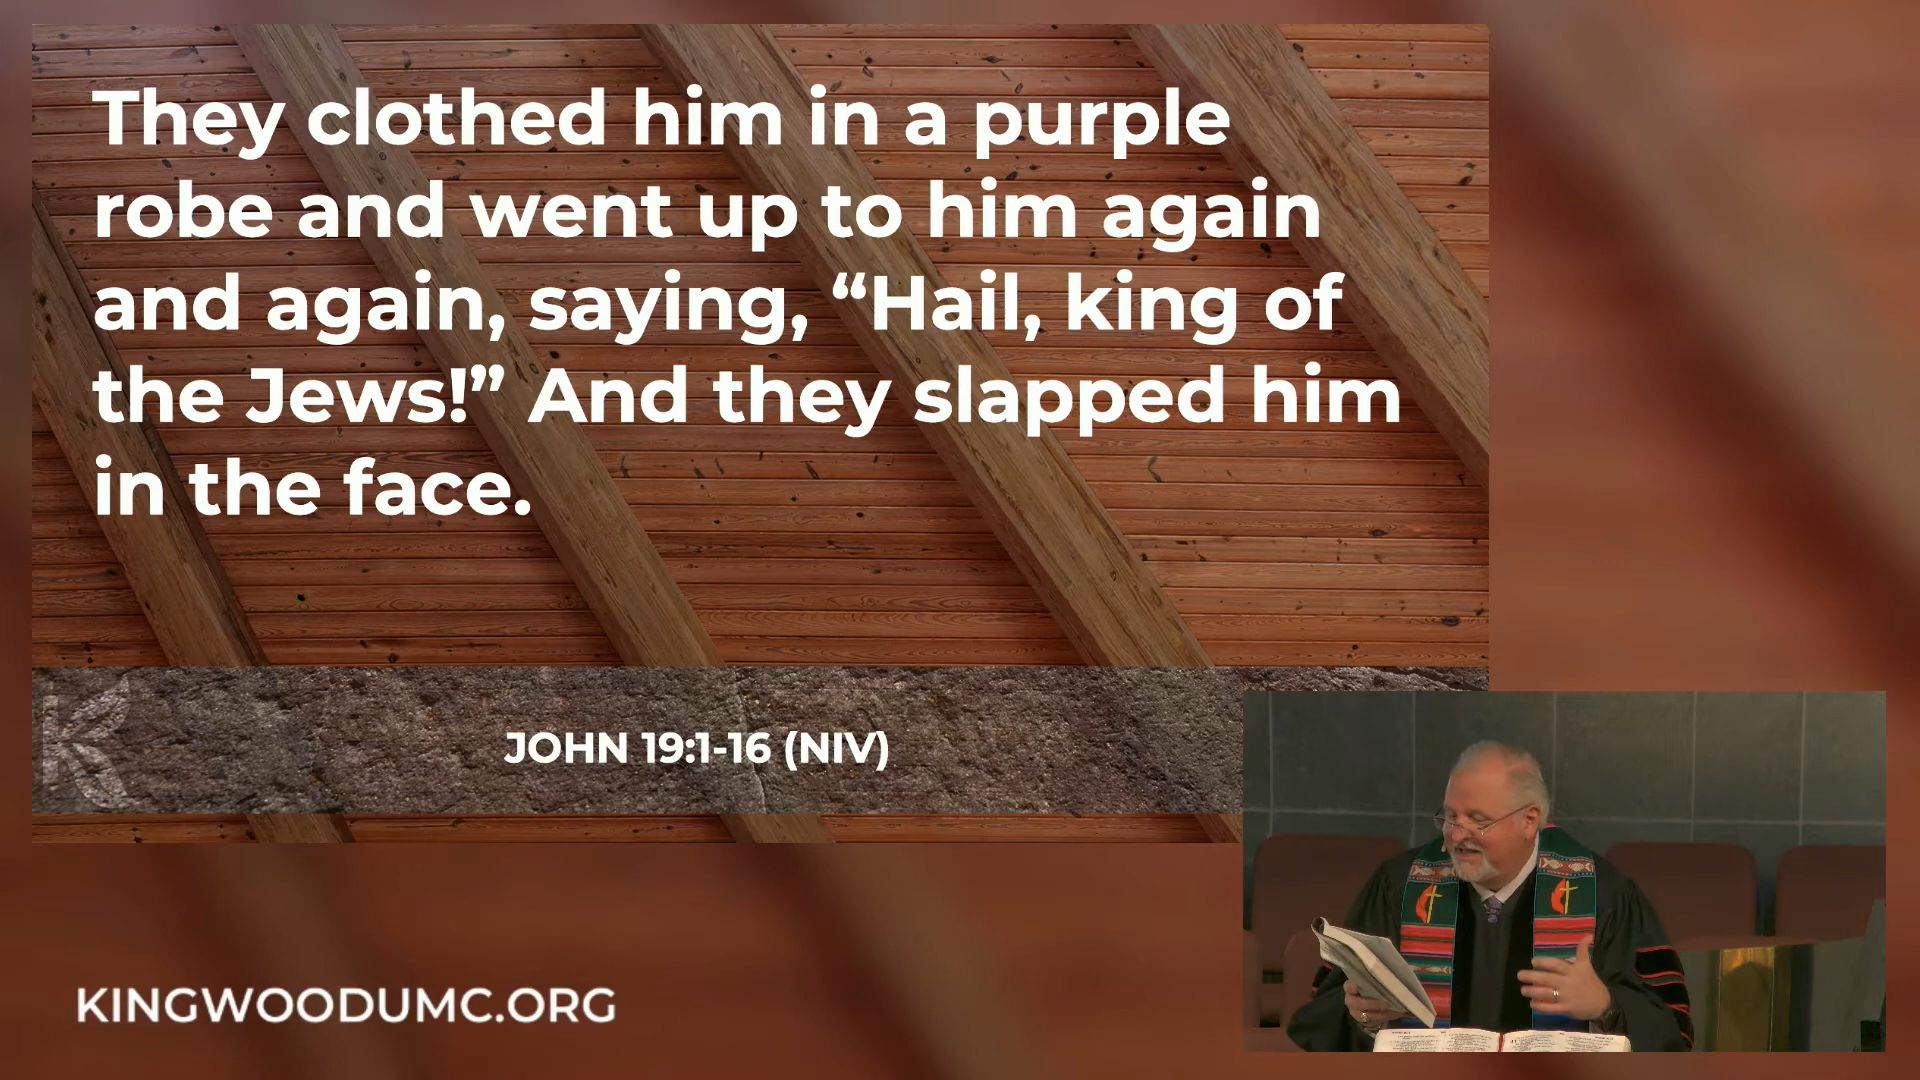 They clothed him in a purple
robe and went up to him again
and again, saying, “Hail, king of
the Jews!” And they slapped him
in the face.
JOHN 19:1-16 (NIV)
KINGWOODUMC.ORG